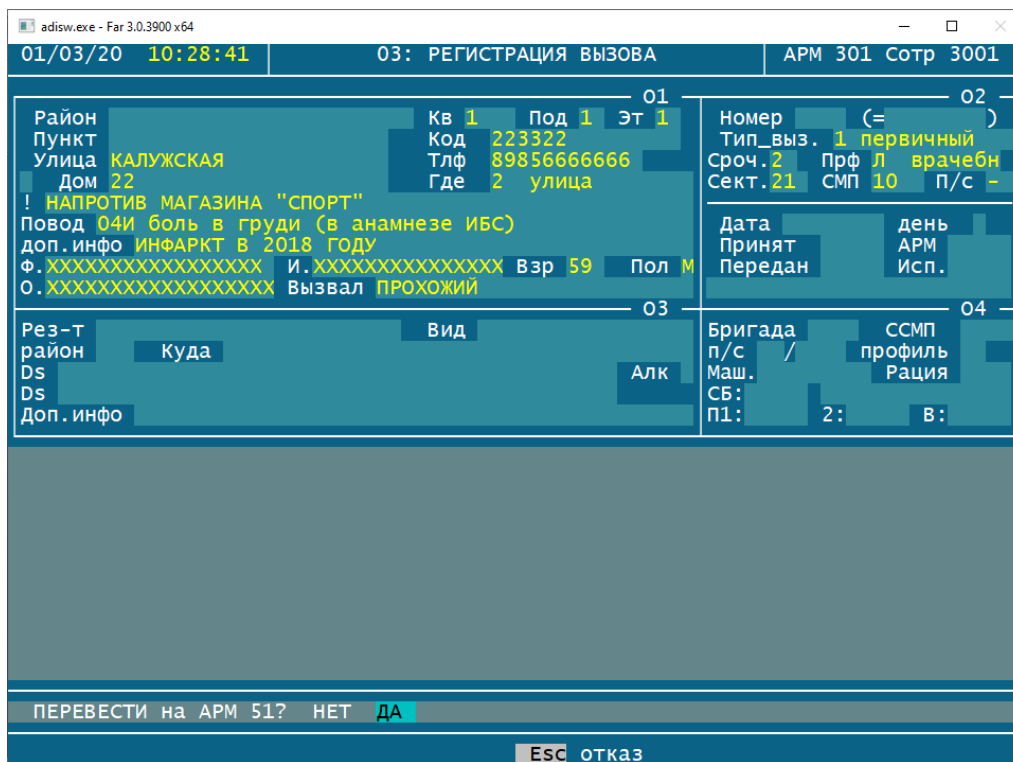 adisw.exe - Far 3.0.3900 x64
01/03/20 10:28:41 03: РЕГИСТРАЦИЯ ВЫЗОВА АРМ 301 Сотр 3001
01 02
Район Кв 1 Под 1 Эт 1 Номер (= )
Пункт Код 223322 Тип_выз. 1 первичный
Улица КАЛУЖСКАЯ Тлф 89856666666 Сроч.2 Прф Л врачебн
Дом 22 Где 2 улица Сект.21 СМП 10 П/с -
! НАПРОТИВ МАГАЗИНА "СПОРТ"
Повод 04И боль в груди (в анамнезе ИБС) Дата день
доп.инфо ИНФАРКТ В 2018 ГОДУ Принят АРМ
Ф.XXXXXXXXXXXXXXXXX И.XXXXXXXXXXXXXXX Взр 59 Пол М Передан Исп.
О.XXXXXXXXXXXXXXXXXX Вызвал ПРОХОЖИЙ
03 04
Рез-т Вид Бригада ССМП
район Куда п/с / профиль
Ds Алк Маш. Рация
Ds СБ:
Доп.инфо П1: 2: В:
ПЕРЕВЕСТИ на АРМ 51? НЕТ ДА
Esc отказ